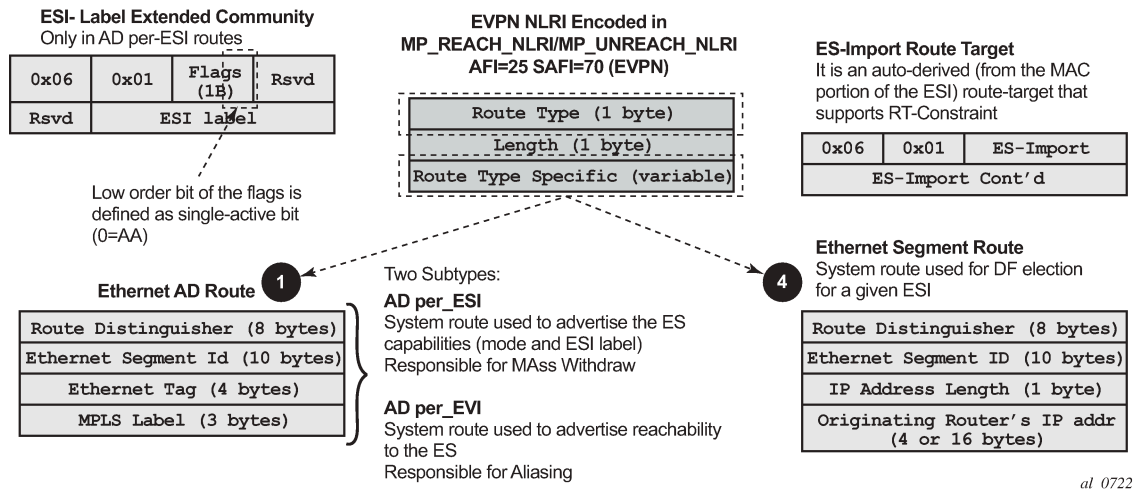 ESI- Label Extended Community
Only in AD per-ESI routes
0x06
0x01
Flags
(1B)
Rsvd
Rsvd
ESI label
Low order bit of the flags is
defined as single-active bit
(0=AA)
EVPN NLRI Encoded in
MP_REACH_NLRI/MP_UNREACH_NLRI
AFI=25 SAFI=70 (EVPN)
Route Type (1 byte)
Length (1 byte)
Route Type Specific (variable)
ES-Import Route Target
It is an auto-derived (from the MAC
portion of the ESI) route-target that
supports RT-Constraint
0x06
0x01
ES-Import
ES-Import Cont'd
1
Ethernet AD Route
Route Distinguisher (8 bytes)
Ethernet Segment Id (10 bytes)
Ethernet Tag (4 bytes)
MPLS Label (3 bytes)
Two Subtypes:
AD per_ESI
System route used to advertise the ES
capabilities (mode and ESI label)
Responsible for MAss Withdraw
AD per_EVI
System route used to advertise reachability
to the ES
Responsible for Aliasing
4
Ethernet Segment Route
System route used for DF election
for a given ESI
Route Distinguisher (8 bytes)
Ethernet Segment ID (10 bytes)
IP Address Length (1 byte)
Originating Router's IP addr
(4 or 16 bytes)
al_0722